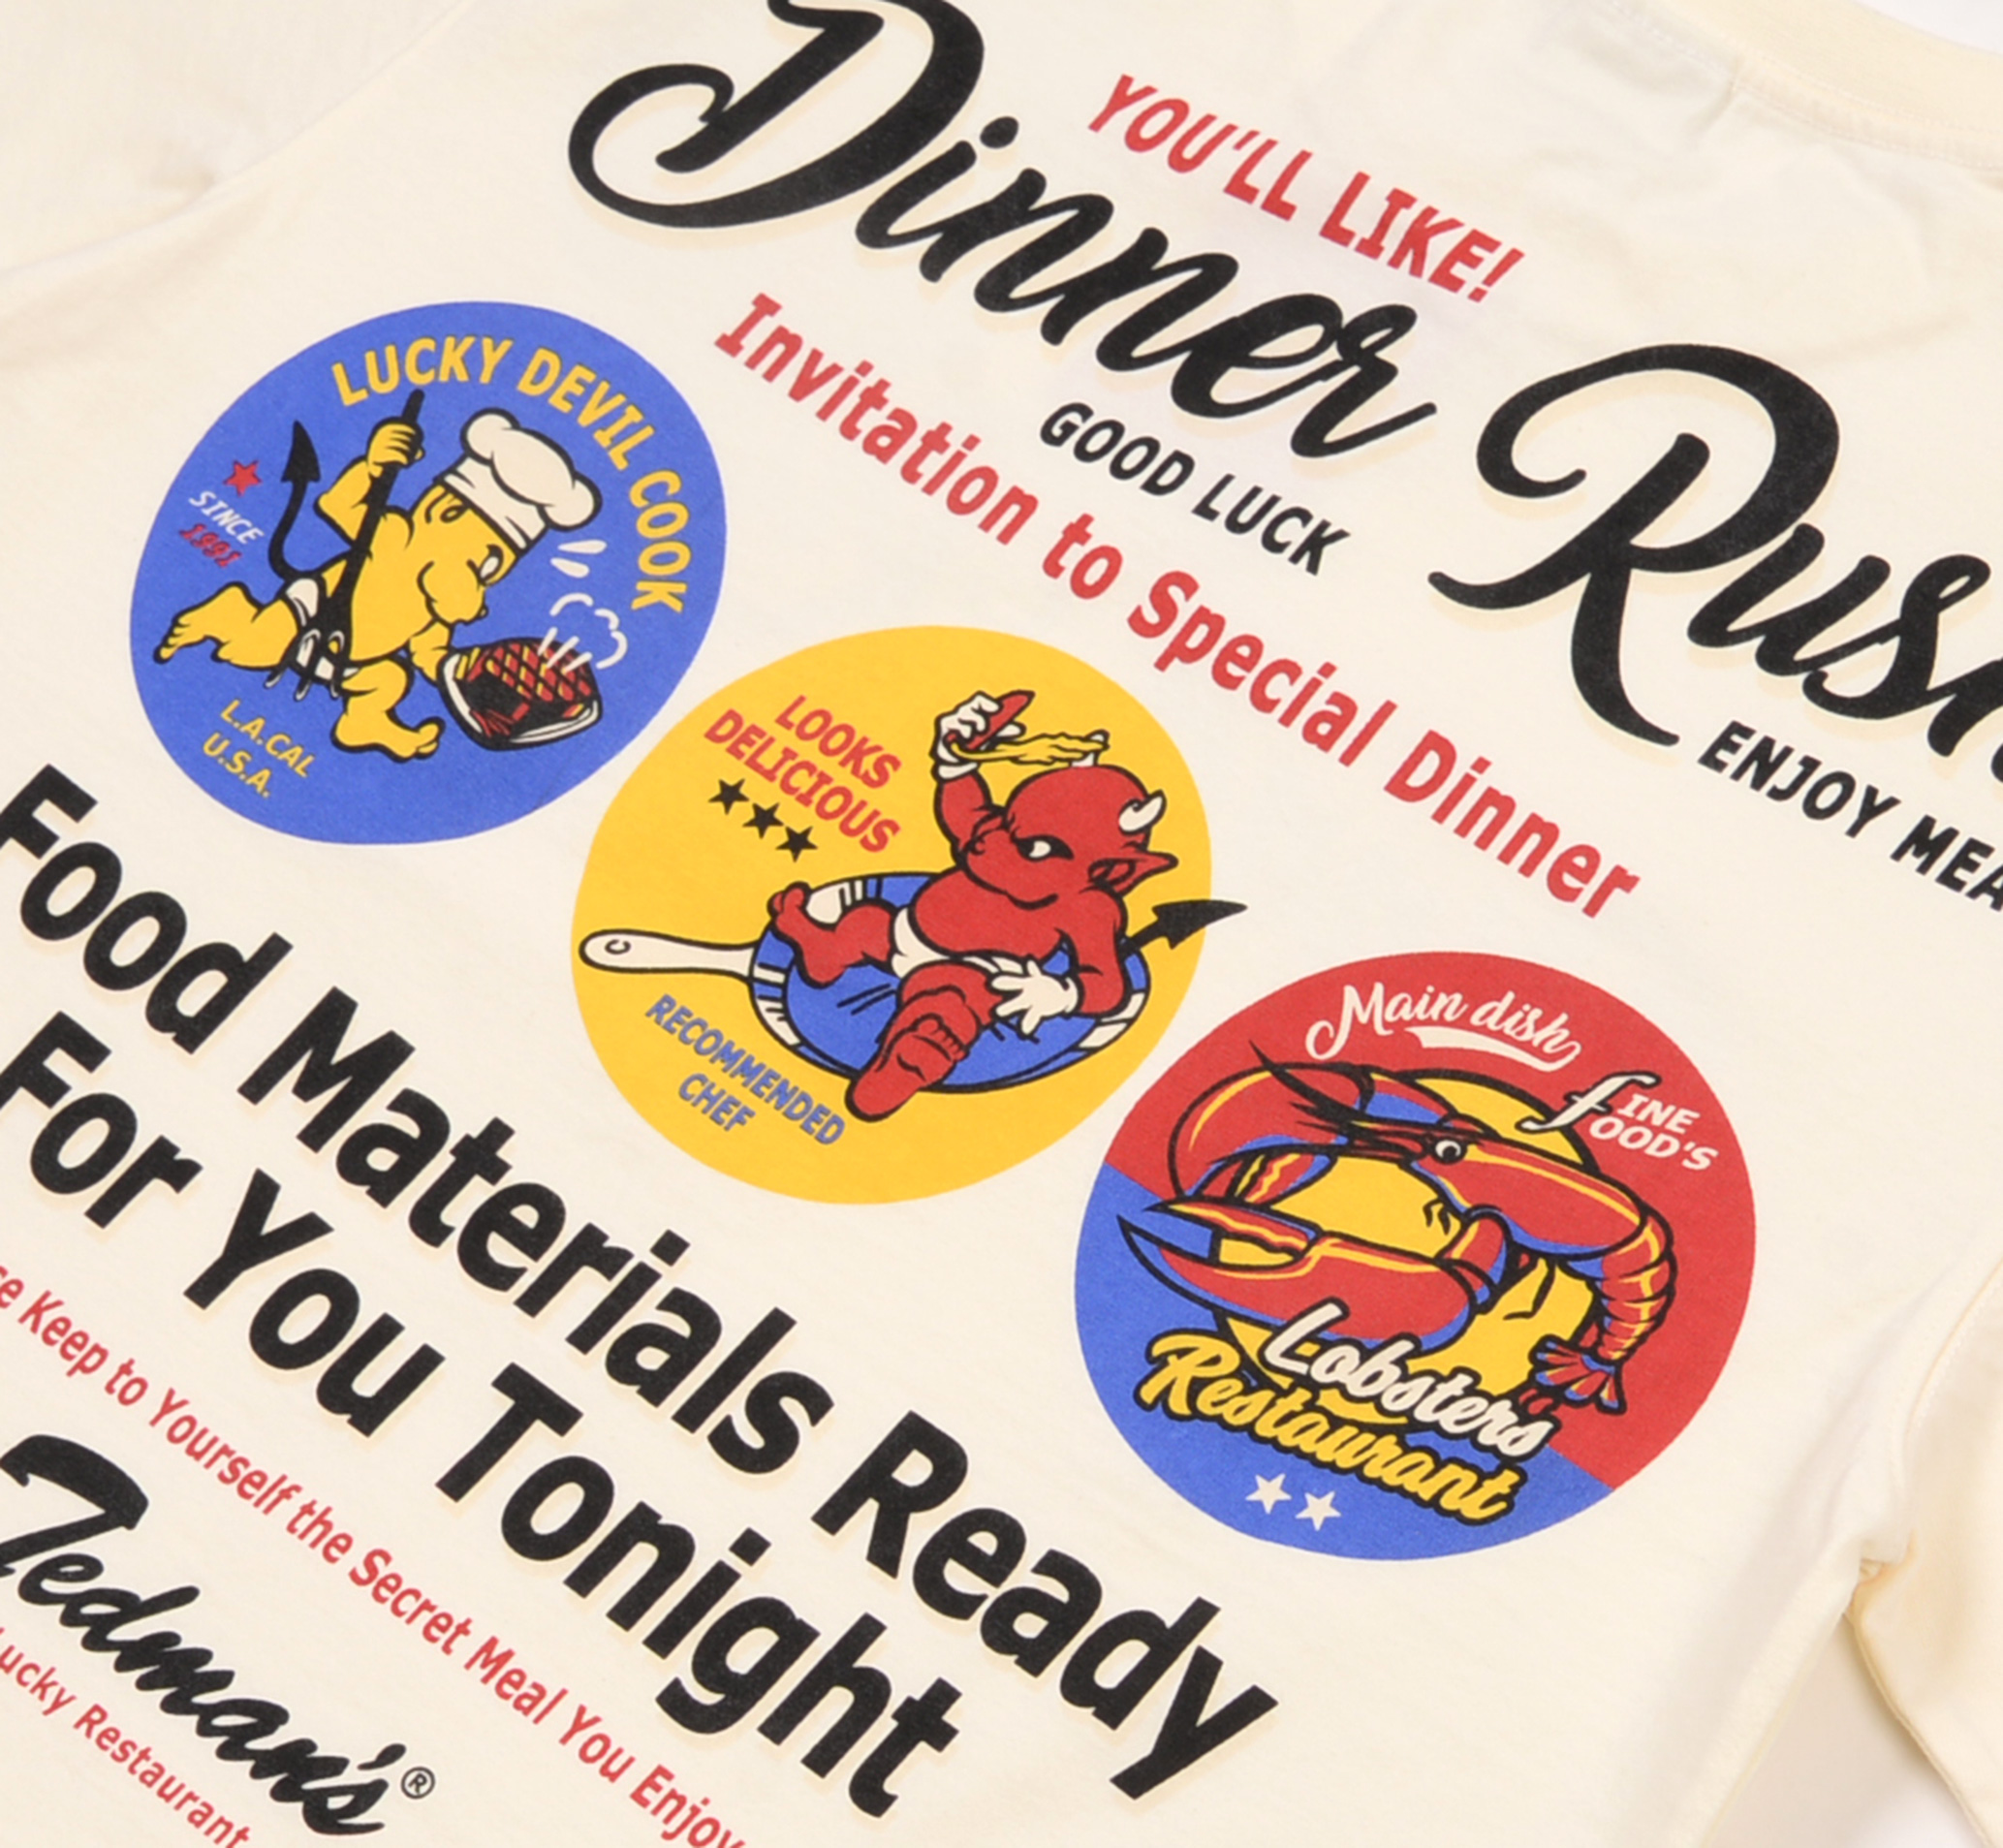 YOU'LL LIKE!
Dinner Rush
GOOD LUCK
ENJOY MEA
Invitation to Special Dinner
LUCKY DEVIL COOK
SINCE
1991
L.A.CAL
U.S.A.
LOOKS
DELICIOUS
RECOMMENDED
CHEF
Main dish
fINE
FOOD'S
Lobsters
Restaurant
Food Materials Ready
For You Tonight
Keep to Yourself the Secret Meal You Enjoy
Tedman's®
Lucky Restaurant